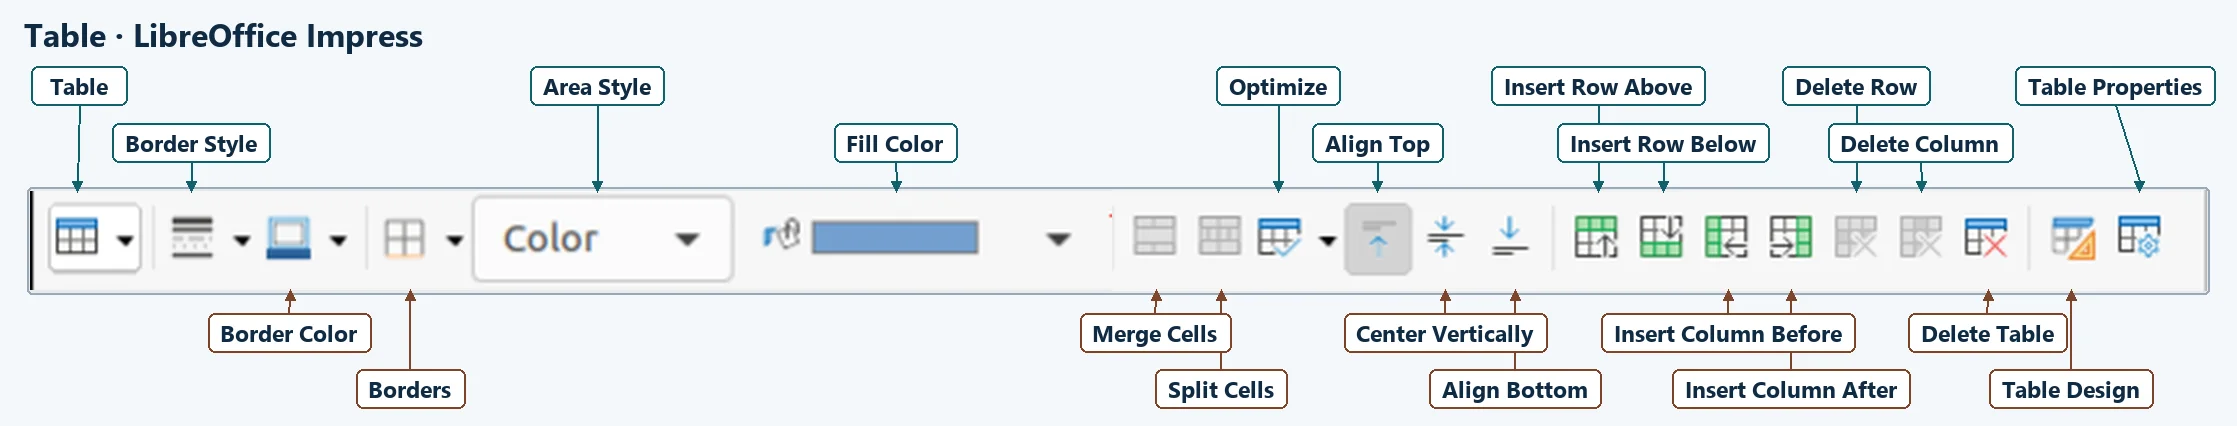 Table · LibreOffice Impress
Table
Area Style
Optimize
Insert Row Above
Delete Row
Table Properties
Border Style
Fill Color
Align Top
Insert Row Below
Delete Column
Color
Border Color
Merge Cells
Center Vertically
Insert Column Before
Delete Table
Borders
Split Cells
Align Bottom
Insert Column After
Table Design